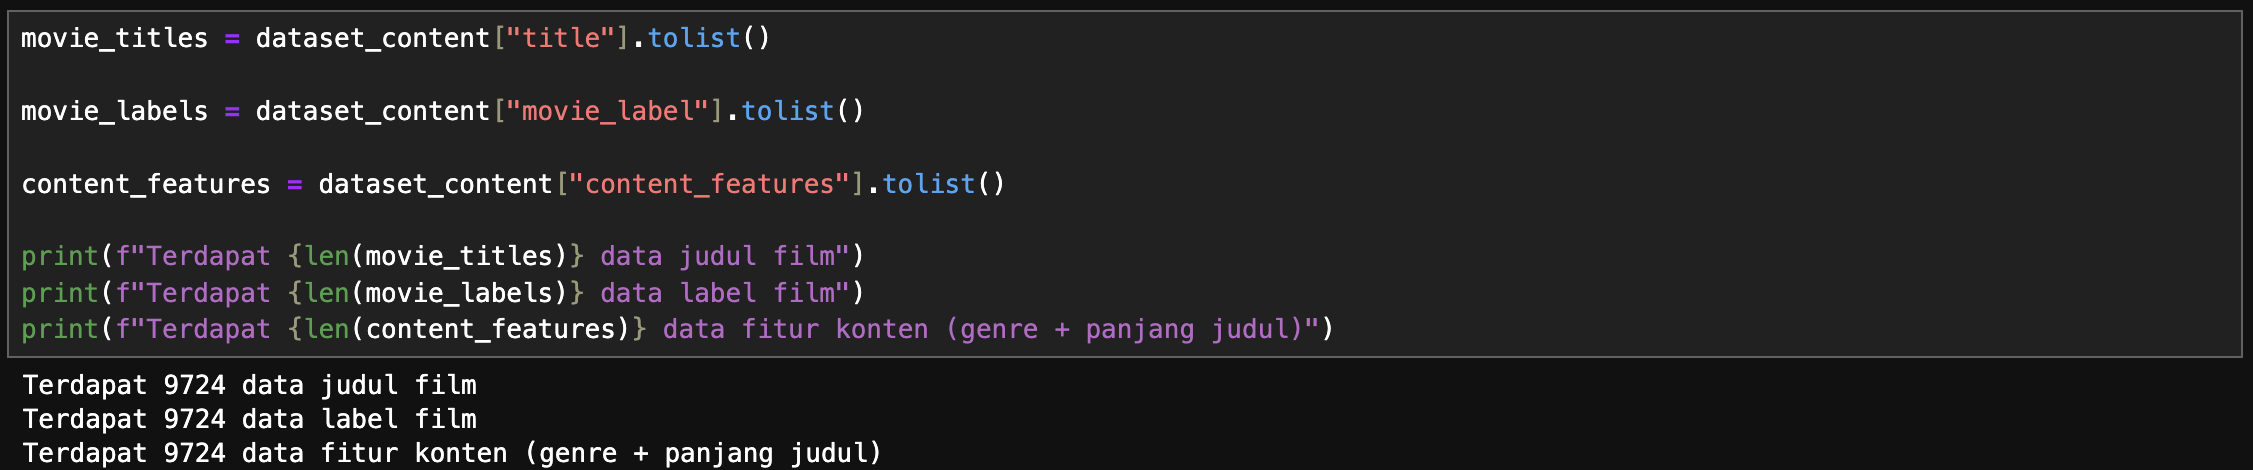 movie_titles = dataset_content["title"].tolist()
movie_labels = dataset_content["movie_label"].tolist()
content_features = dataset_content["content_features"].tolist()
print(f"Terdapat {len(movie_titles)} data judul film")
print(f"Terdapat {len(movie_labels)} data label film")
print(f"Terdapat {len(content_features)} data fitur konten (genre + panjang judul)")
Terdapat 9724 data judul film
Terdapat 9724 data label film
Terdapat 9724 data fitur konten (genre + panjang judul)